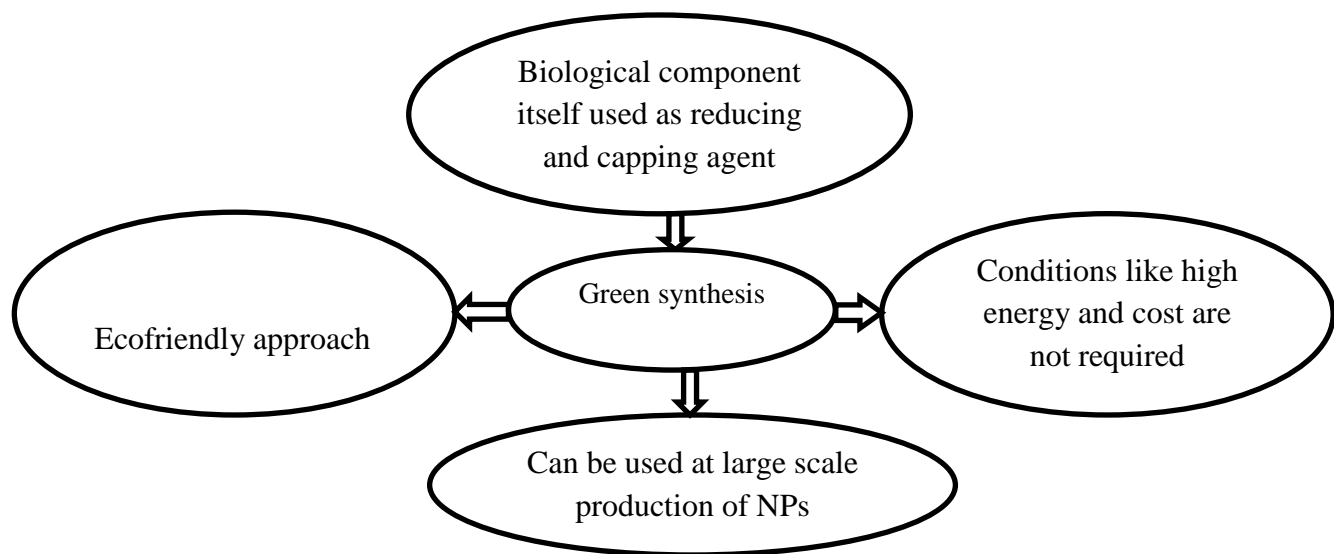 Biological component
itself used as reducing
and capping agent
Green synthesis
Ecofriendly approach
Conditions like high
energy and cost are
not required
Can be used at large scale
production of NPs